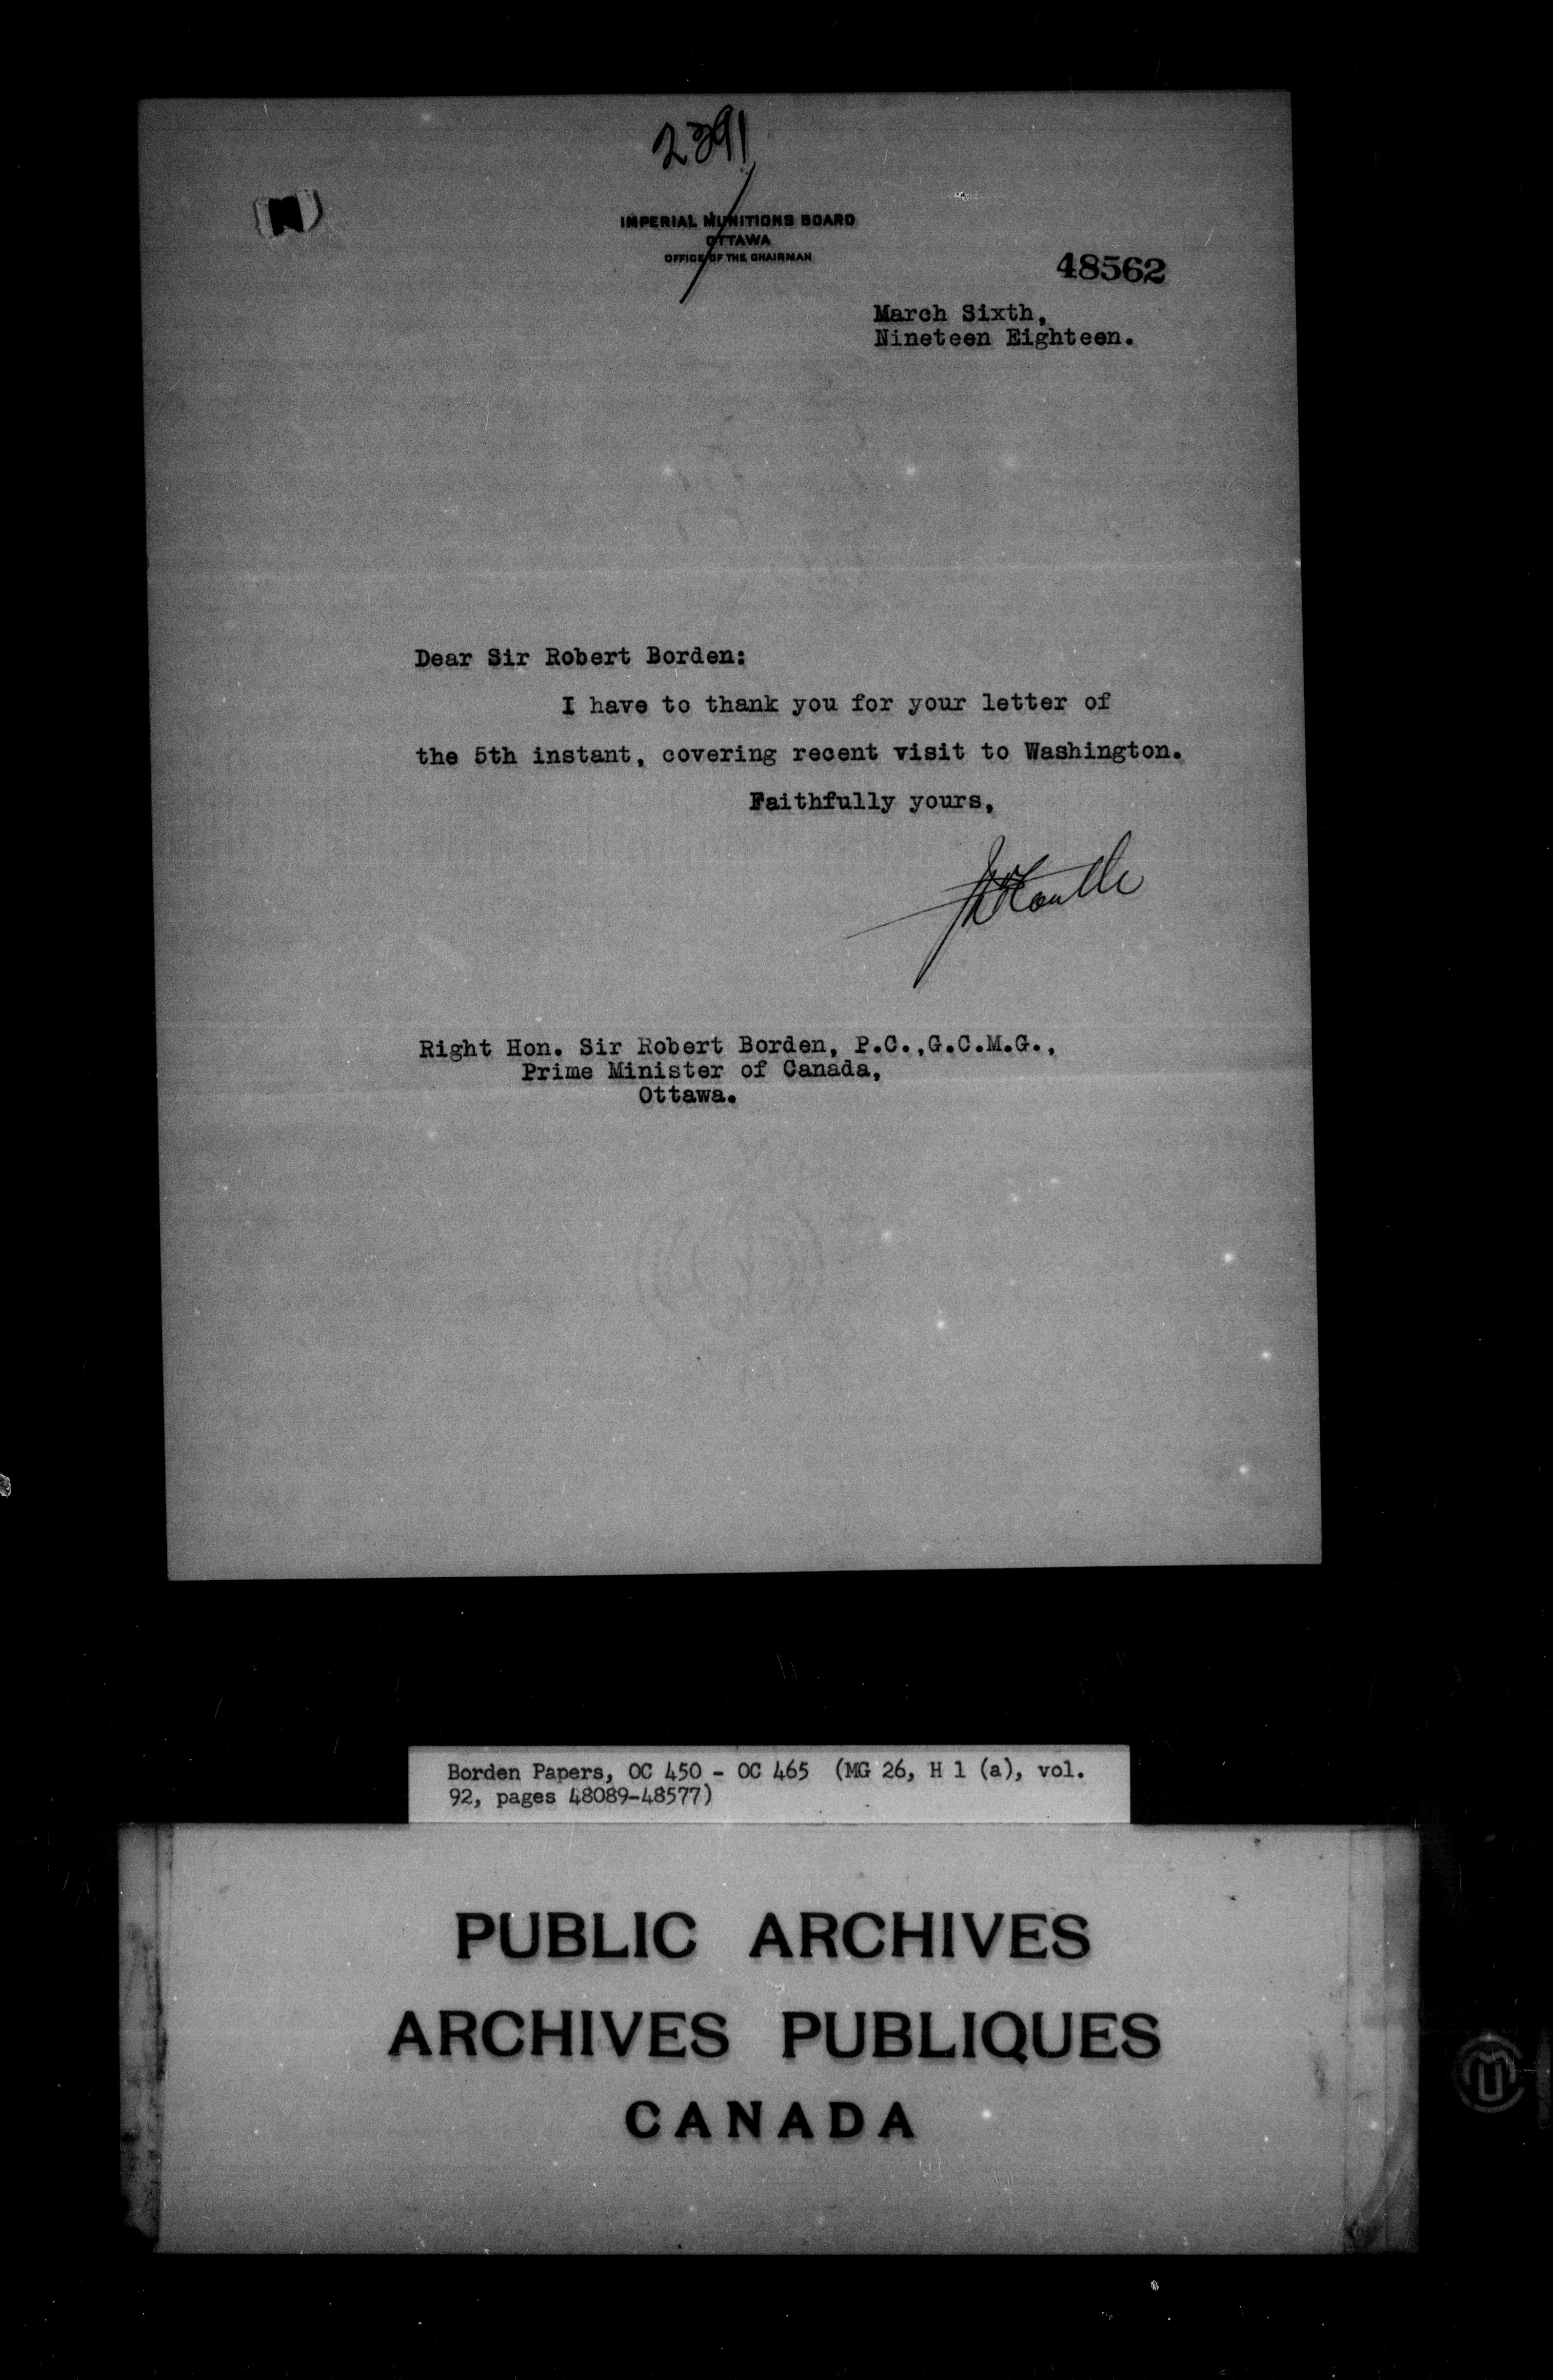 2391
IMPERIAL MUNITIONS BOARD
OTTAWA
OFFICE OF THE CHAIRMAN
48562
March Sixth,
Nineteen Eighteen.
Dear Sir Robert Borden:
I have to thank you for your letter of
the 5th instant, covering recent visit to Washington.
Faithfully yours,
Right Hon. Sir Robert Borden, P.C.,G.C.M.G.,
Prime Minister of Canada,
Ottawa.
Borden Papers, OC 450 - OC 465 (MG 26, H 1 (a), vol.
92, pages 48089-48577)
PUBLIC ARCHIVES
ARCHIVES PUBLIQUES
CANADA